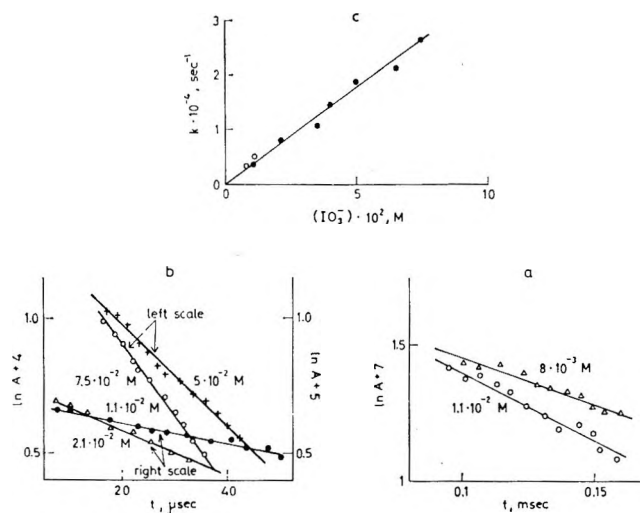 c
3
2
1
0
k · 10⁻⁴, sec⁻¹
0
5
10
(IO₃⁻) · 10², M
b
1.0
0.5
ln A + 4
left scale
7.5 · 10⁻² M
5 · 10⁻² M
1.1 · 10⁻² M
2.1 · 10⁻² M
right scale
1.0
0.5
ln A + 5
20
40
t, μsec
a
1.5
1
ln A + 7
8 · 10⁻³ M
1.1 · 10⁻² M
0.1
.15
t, msec